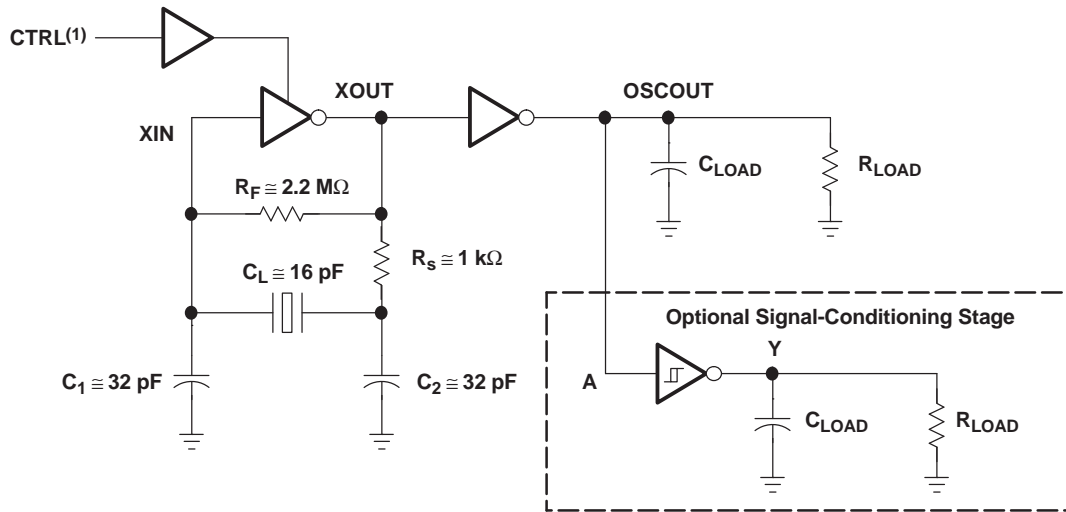 CTRL(1)
XOUT
OSCOUT
XIN
CLOAD
RLOAD
RF ≅ 2.2 MΩ
Rs ≅ 1 kΩ
CL ≅ 16 pF
Optional Signal-Conditioning Stage
Y
A
C1 ≅ 32 pF
C2 ≅ 32 pF
CLOAD
RLOAD